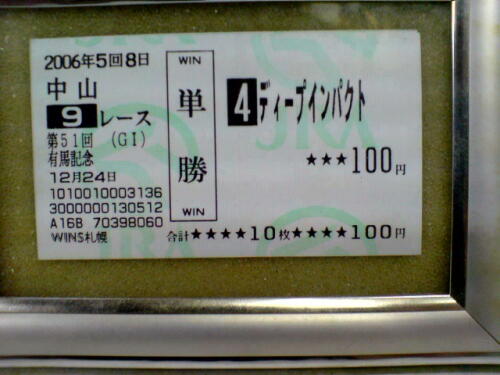 2006年5回8日
中山
9レース
第51回 (GI)
有馬記念
12月24日
1010010003136
3000000130512
A16B 70398060
WINS札幌
WIN
単勝
WIN
4ディープインパクト
★★★100円
合計★★★★10枚★★★★100円
JRA